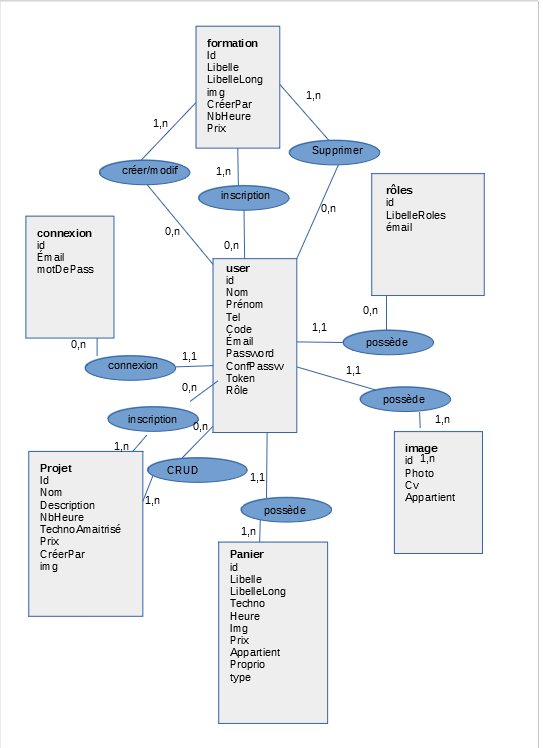 formation
Id
Libelle
LibelleLong
img
CréerPar
NbHeure
Prix
1,n
1,n
créer/modif
1,n
Supprimer
inscription
0,n
0,n
0,n
rôles
id
LibelleRoles
émail
connexion
id
Émail
motDePass
user
id
Nom
Prénom
Tel
Code
Émail
Password
ConfPassw
Token
Rôle
0,n
1,1
possède
0,n
1,1
connexion
1,1
possède
0,n
inscription
0,n
1,n
1,n
image
id 1,n
Photo
Cv
Appartient
Projet
Id
Nom
Description
NbHeure
TechnoAmaitrisé
Prix
CréerPar
img
CRUD
1,n
1,1
possède
1,n
Panier
id
Libelle
LibelleLong
Techno
Heure
Img
Prix
Appartient
Proprio
type